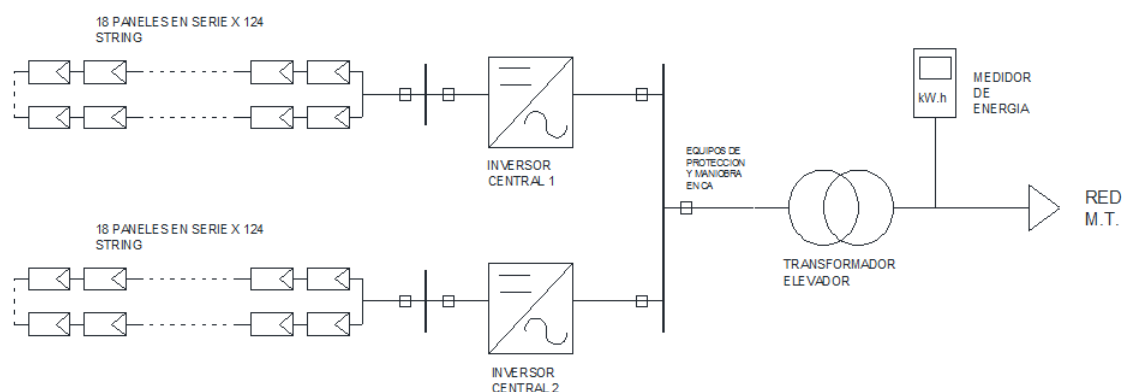 18 PANELES EN SERIE X 124
STRING
INVERSOR
CENTRAL 1
EQUIPOS DE
PROTECCION
Y MANIOBRA
EN CA
kW.h
MEDIDOR
DE
ENERGIA
RED
M.T.
TRANSFORMADOR
ELEVADOR
18 PANELES EN SERIE X 124
STRING
INVERSOR
CENTRAL 2